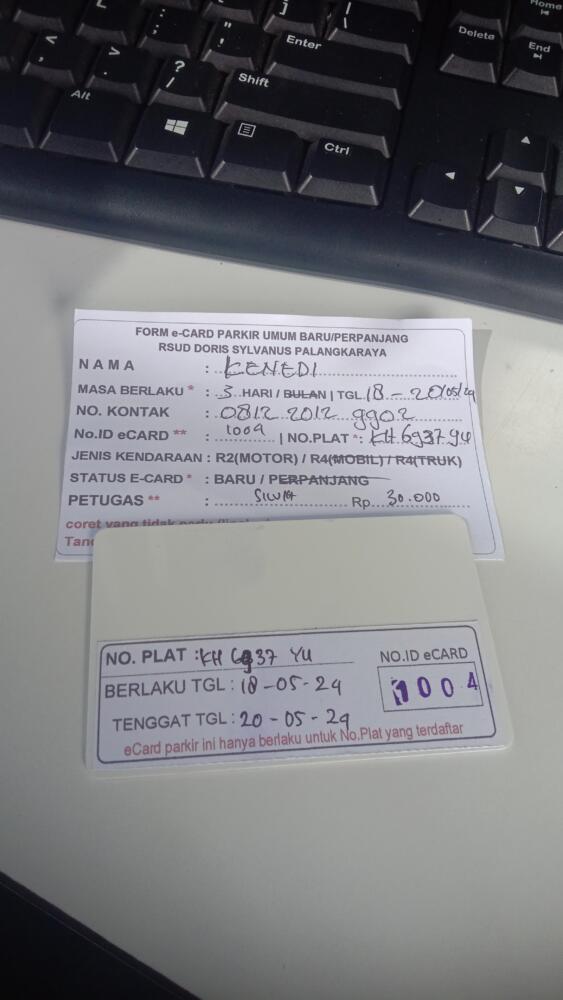 Home
Delete
End
Enter
Shift
Alt
Ctrl
FORM e-CARD PARKIR UMUM BARU/PERPANJANG
RSUD DORIS SYLVANUS PALANGKARAYA
NAMA : KENEDI
MASA BERLAKU * : 3 HARI / BULAN | TGL. 18 - 20/05/24
NO. KONTAK : 0812 2012 9902
No.ID eCARD ** : 1004 | NO.PLAT *: KH 6937 YU
JENIS KENDARAAN : R2(MOTOR) / R4(MOBIL) / R4(TRUK)
STATUS E-CARD * : BARU / PERPANJANG
PETUGAS ** : Rp. 30.000
coret yang tidak perlu
NO. PLAT : KH 6937 YU
NO.ID eCARD
BERLAKU TGL : 18-05-24
1004
TENGGAT TGL : 20-05-24
eCard parkir ini hanya berlaku untuk No.Plat yang terdaftar